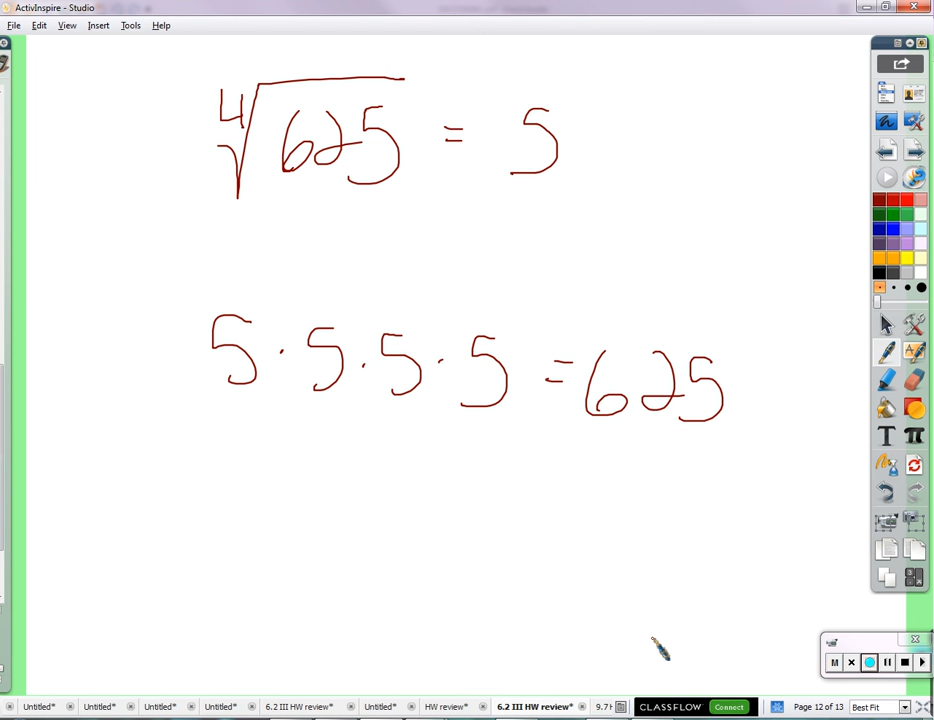 ActivInspire - Studio
File Edit View Insert Tools Help
∜625 = 5
5 · 5 · 5 · 5 = 625
T π
M
Untitled* Untitled* Untitled* Untitled* 6.2 III HW review* Untitled* HW review* 6.2 III HW review* 9.7 CLASSFLOW Connect Page 12 of 13 Best Fit